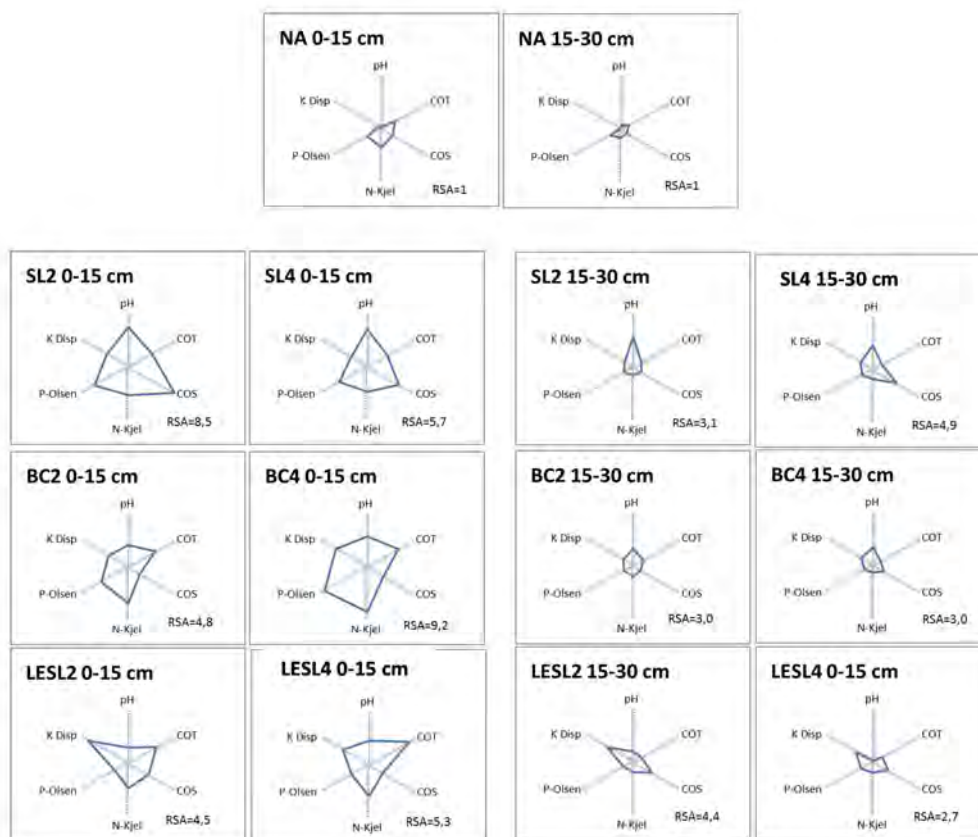 NA 0-15 cm
pH
K Disp
COT
P-Olsen
COS
N-Kjel
RSA=1
NA 15-30 cm
pH
K Disp
COT
P-Olsen
COS
N-Kjel
RSA=1
SL2 0-15 cm
pH
K Disp
COT
P-Olsen
COS
N-Kjel
RSA=8,5
SL4 0-15 cm
pH
K Disp
COT
P-Olsen
COS
N-Kjel
RSA=5,7
SL2 15-30 cm
pH
K Disp
COT
P-Olsen
COS
N-Kjel
RSA=3,1
SL4 15-30 cm
pH
K Disp
COT
P-Olsen
COS
N-Kjel
RSA=4,9
BC2 0-15 cm
pH
K Disp
COT
P-Olsen
COS
N-Kjel
RSA=4,8
BC4 0-15 cm
pH
K Disp
COT
P-Olsen
COS
N-Kjel
RSA=9,2
BC2 15-30 cm
pH
K Disp
COT
P-Olsen
COS
N-Kjel
RSA=3,0
BC4 15-30 cm
pH
K Disp
COT
P-Olsen
COS
N-Kjel
RSA=3,0
LESL2 0-15 cm
pH
K Disp
COT
P-Olsen
COS
N-Kjel
RSA=4,5
LESL4 0-15 cm
pH
K Disp
COT
P-Olsen
COS
N-Kjel
RSA=5,3
LESL2 15-30 cm
pH
K Disp
COT
P-Olsen
COS
N-Kjel
RSA=4,4
LESL4 0-15 cm
pH
K Disp
COT
P-Olsen
COS
N-Kjel
RSA=2,7